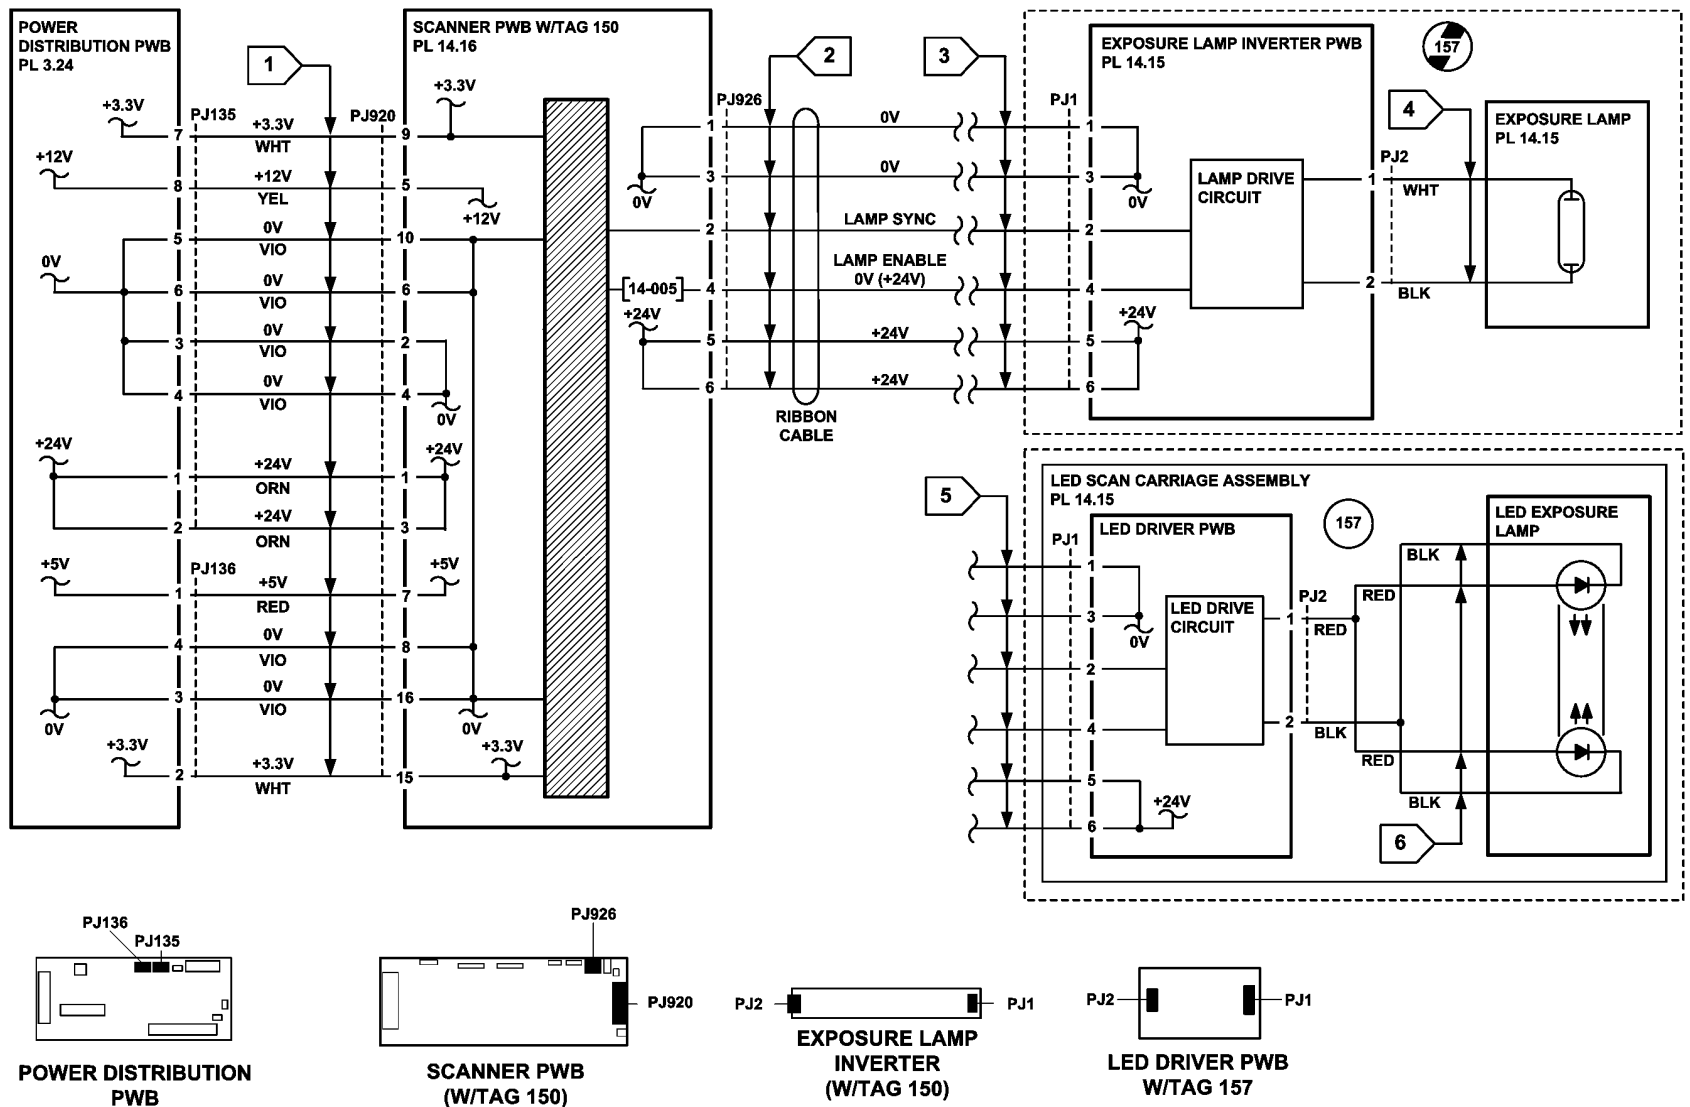 POWER
DISTRIBUTION PWB
PL 3.24
+3.3V
+12V
0V
+24V
+5V
0V
+3.3V
1
PJ135
PJ920
7
+3.3V
WHT
9
8
+12V
YEL
5
5
0V
VIO
10
6
0V
VIO
6
3
0V
VIO
2
4
0V
VIO
4
1
+24V
ORN
1
2
+24V
ORN
3
PJ136
1
+5V
RED
7
4
0V
VIO
8
3
0V
VIO
16
2
+3.3V
WHT
15
SCANNER PWB W/TAG 150
PL 14.16
+3.3V
+12V
0V
+24V
+5V
0V
+3.3V
0V
14-005
+24V
PJ926
1
3
2
4
5
6
2
3
0V
0V
LAMP SYNC
LAMP ENABLE
0V (+24V)
+24V
+24V
RIBBON
CABLE
PJ1
1
3
2
4
5
6
EXPOSURE LAMP INVERTER PWB
PL 14.15
0V
+24V
LAMP DRIVE
CIRCUIT
157
4
PJ2
1
WHT
2
BLK
EXPOSURE LAMP
PL 14.15
5
LED SCAN CARRIAGE ASSEMBLY
PL 14.15
PJ1
1
3
2
4
5
6
LED DRIVER PWB
0V
LED DRIVE
CIRCUIT
+24V
157
PJ2
1
RED
2
BLK
BLK
RED
RED
BLK
6
LED EXPOSURE
LAMP
PJ136
PJ135
POWER DISTRIBUTION
PWB
PJ926
PJ920
SCANNER PWB
(W/TAG 150)
PJ2
PJ1
EXPOSURE LAMP
INVERTER
(W/TAG 150)
PJ2
PJ1
LED DRIVER PWB
W/TAG 157